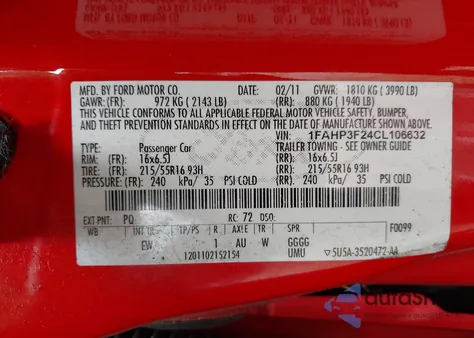 MFD. BY FORD MOTOR CO. DATE: 02/11 GVWR: 1810 KG ( 3990 LB)
GAWR: (FR): 972 KG ( 2143 LB) (RR): 880 KG ( 1940 LB)
THIS VEHICLE CONFORMS TO ALL APPLICABLE FEDERAL MOTOR VEHICLE SAFETY, BUMPER,
AND THEFT PREVENTION STANDARDS IN EFFECT ON THE DATE OF MANUFACTURE SHOWN ABOVE.
VIN: 1FAHP3F24CL106632
TYPE: Passenger Car TRAILER TOWING - SEE OWNER GUIDE
RIM: (FR): 16x6.5J (RR): 16x6.5J
TIRE: (FR): 215/55R16 93H (RR): 215/55R16 93H
PRESSURE: (FR): 240 kPa/ 35 PSI COLD (RR): 240 kPa/ 35 PSI COLD
EXT PNT: PQ RC: 72 DSO:
WB INT TR TP/PS R AXLE TR SPR F0099
EW 1 AU W GGGG
1201102152154 UMU ▽5U5A-3520472-AA